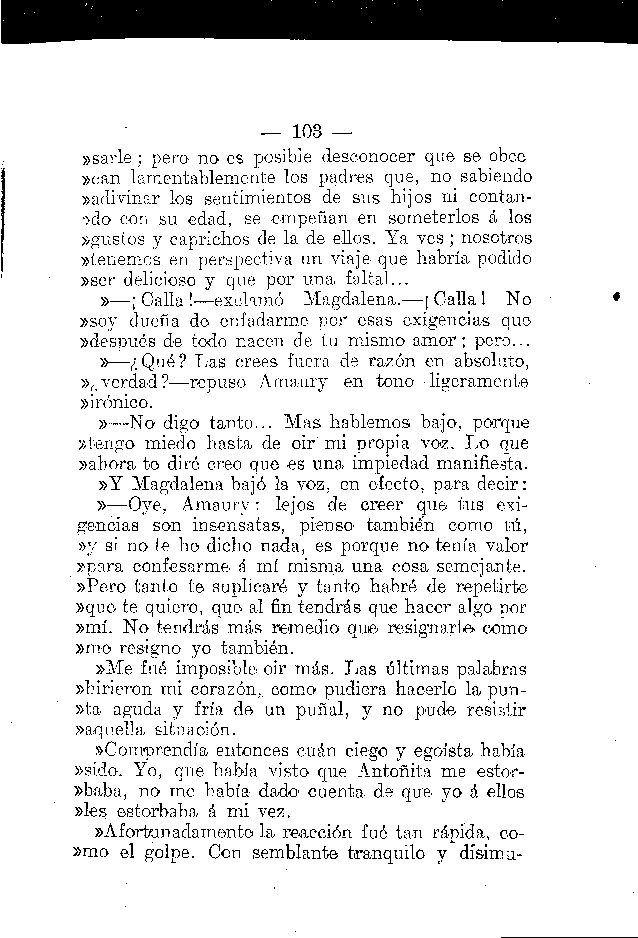 — 103 —
»sarle ; pero no es posible desconocer que se obce
»can lamentablemente los padres que, no sabiendo
»adivinar los sentimientos de sus hijos ni contan-
»do con su edad, se empeñan en someterlos á los
»gustos y caprichos de la de ellos. Ya ves ; nosotros
»tenemos en perspectiva un viaje que habría podido
»ser delicioso y que por una fatal...
»—¡ Calla !—exclamó Magdalena.—¡ Calla ! No
»soy dueña de enfadarme por esas exigencias que
»después de todo nacen de tu mismo amor ; pero...
»—¿ Qué ? Las crees fuera de razón en absoluto,
»¿ verdad ?—repuso Amaury en tono ligeramente
»irónico.
»—No digo tanto... Mas hablemos bajo, porque
»tengo miedo hasta de oir mi propia voz. Lo que
»ahora te diré creo que es una impiedad manifiesta.
»Y Magdalena bajó la voz, en efecto, para decir :
»—Oye, Amaury : lejos de creer que tus exi-
gencias son insensatas, pienso también como tú,
»y si no te he dicho nada, es porque no tenía valor
»para confesarme á mí misma una cosa semejante.
»Pero tanto te suplicaré y tanto habré de repetirte
»que te quiero, que al fin tendrás que hacer algo por
»mí. No tendrás más remedio que resignarte como
»me resigno yo también.
»Me fué imposible oir más. Las últimas palabras
»hirieron mi corazón, como pudiera hacerlo la pun-
»ta aguda y fría de un puñal, y no pude resistir
»aquella situación.
»Comprendía entonces cuán ciego y egoísta había
»sido. Yo, que había visto que Antoñita me estor-
»baba, no me había dado cuenta de que yo á ellos
»les estorbaba á mi vez.
»Afortunadamente la reacción fué tan rápida, co-
»mo el golpe. Con semblante tranquilo y disimu-